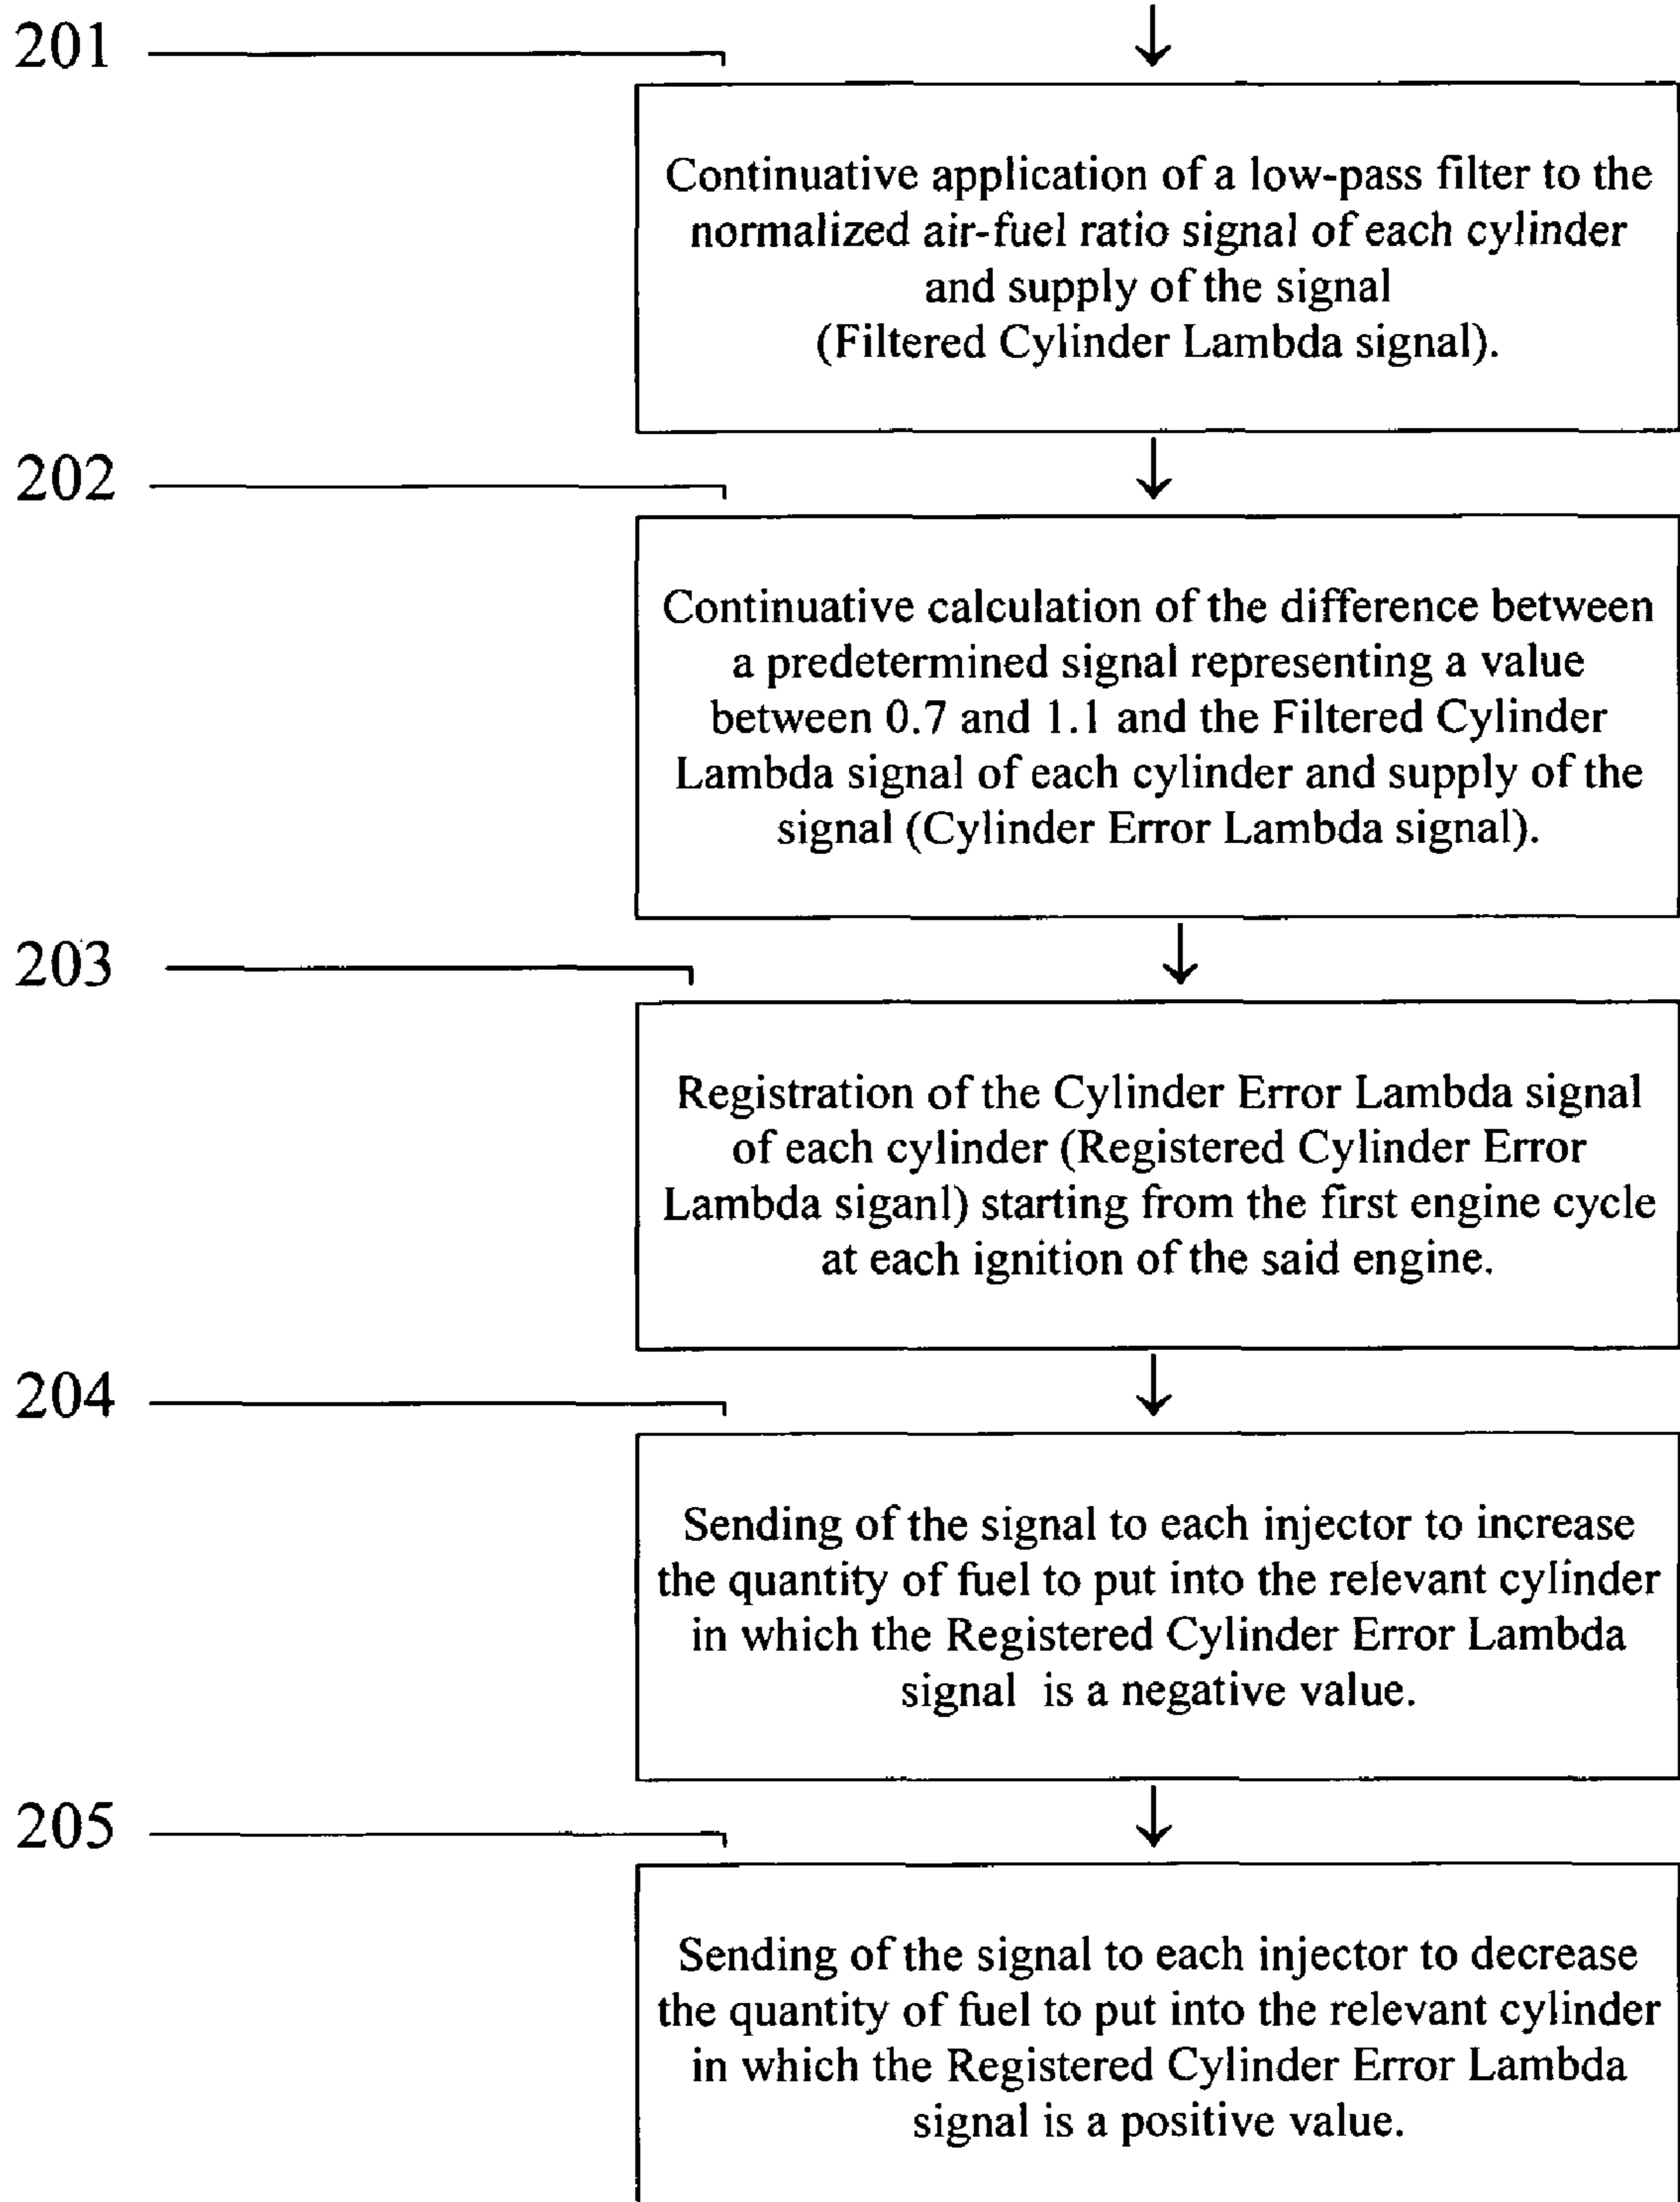 201
Continuative application of a low-pass filter to the
normalized air-fuel ratio signal of each cylinder
and supply of the signal
(Filtered Cylinder Lambda signal).
202
Continuative calculation of the difference between
a predetermined signal representing a value
between 0.7 and 1.1 and the Filtered Cylinder
Lambda signal of each cylinder and supply of the
signal (Cylinder Error Lambda signal).
203
Registration of the Cylinder Error Lambda signal
of each cylinder (Registered Cylinder Error
Lambda siganl) starting from the first engine cycle
at each ignition of the said engine.
204
Sending of the signal to each injector to increase
the quantity of fuel to put into the relevant cylinder
in which the Registered Cylinder Error Lambda
signal is a negative value.
205
Sending of the signal to each injector to decrease
the quantity of fuel to put into the relevant cylinder
in which the Registered Cylinder Error Lambda
signal is a positive value.